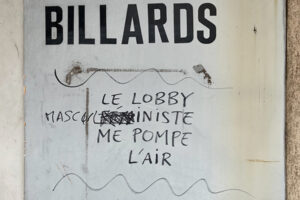 BILLARDS
LE LOBBY
MASCULINISTE
ME POMPE
L'AIR